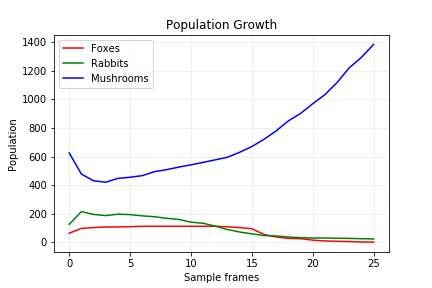 Population Growth
Foxes
Rabbits
Mushrooms
Population
1400
1200
1000
800
600
400
200
0
0 5 10 15 20 25
Sample frames